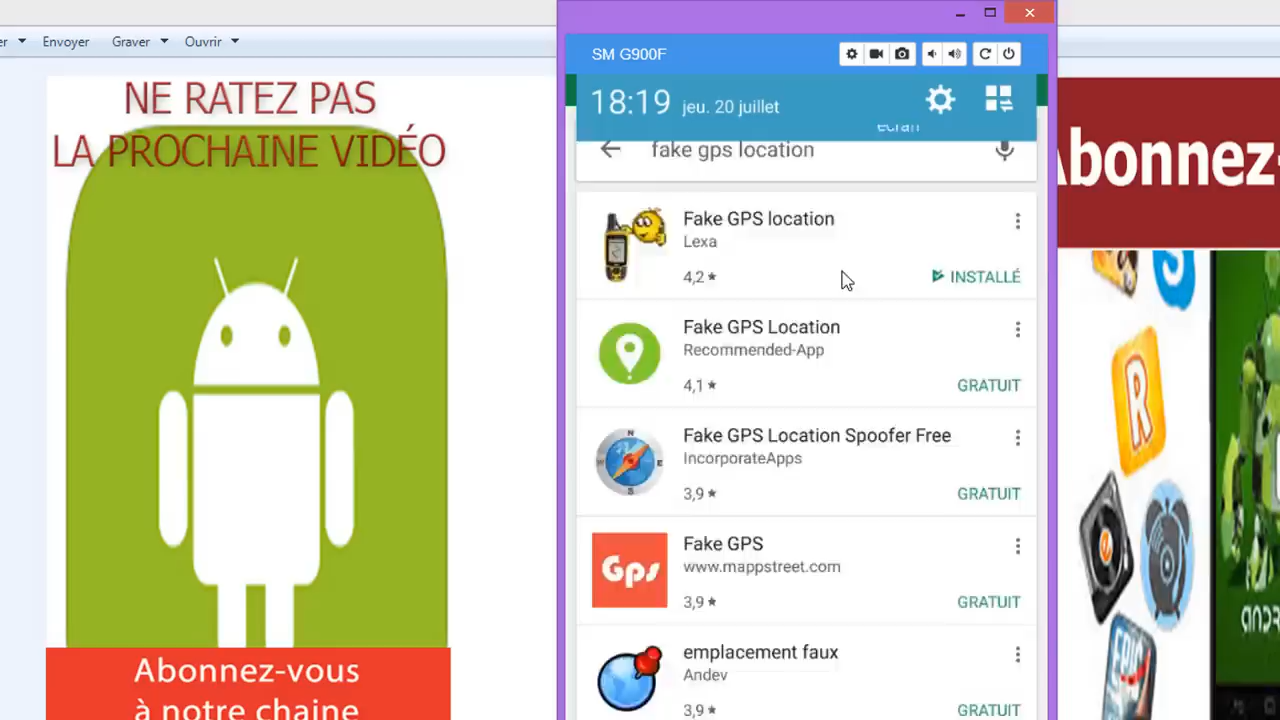 Envoyer Graver Ouvrir
NE RATEZ PAS
LA PROCHAINE VIDÉO
Abonnez-vous
à notre chaine
SM G900F
18:19 jeu. 20 juillet
écran
fake gps location
Fake GPS location
Lexa
4,2 ★ INSTALLÉ
Fake GPS Location
Recommended-App
4,1 ★ GRATUIT
Fake GPS Location Spoofer Free
IncorporateApps
3,9 ★ GRATUIT
Gps
Fake GPS
www.mappstreet.com
3,9 ★ GRATUIT
emplacement faux
Andev
3,9 ★ GRATUIT
Abonnez-
R
EPIC